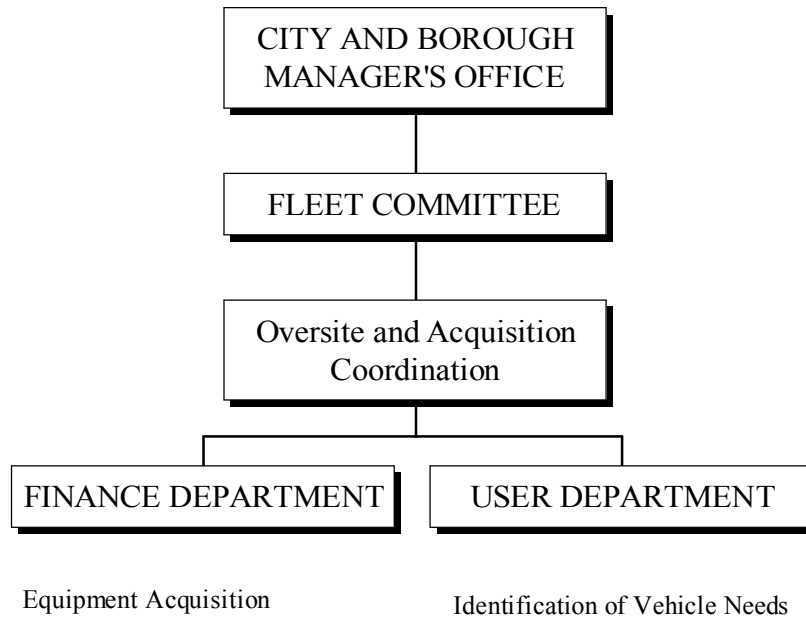 CITY AND BOROUGH
MANAGER'S OFFICE
FLEET COMMITTEE
Oversite and Acquisition
Coordination
FINANCE DEPARTMENT
USER DEPARTMENT
Equipment Acquisition
Identification of Vehicle Needs